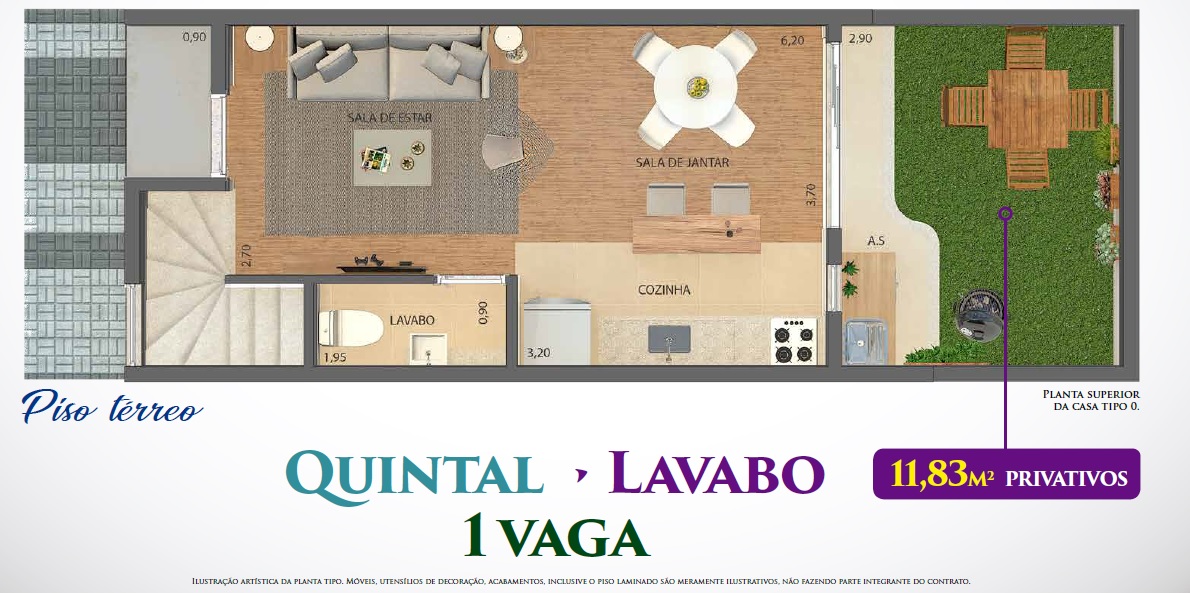 0,90
6,20
2,90
SALA DE ESTAR
SALA DE JANTAR
3,70
2,70
A.S
COZINHA
LAVABO
0,90
1,95
3,20
Piso térreo
PLANTA SUPERIOR
DA CASA TIPO 0.
QUINTAL , LAVABO
11,83M² PRIVATIVOS
1 VAGA
ILUSTRAÇÃO ARTÍSTICA DA PLANTA TIPO. MÓVEIS, UTENSÍLIOS DE DECORAÇÃO, ACABAMENTOS, INCLUSIVE O PISO LAMINADO SÃO MERAMENTE ILUSTRATIVOS, NÃO FAZENDO PARTE INTEGRANTE DO CONTRATO.